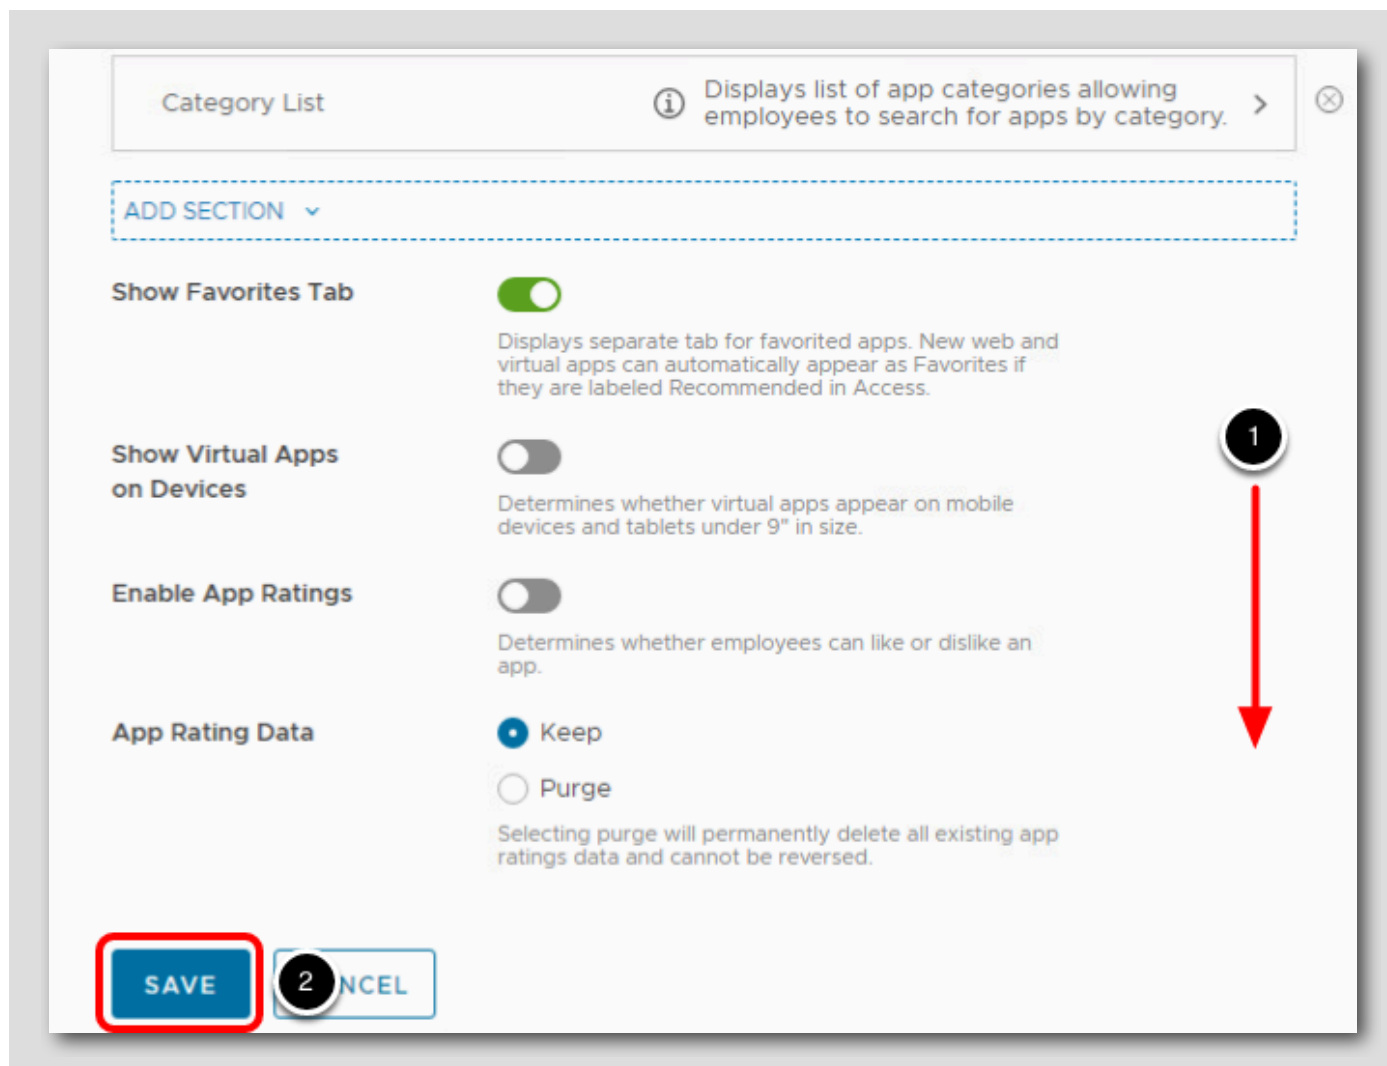 Category List
Displays list of app categories allowing
employees to search for apps by category.
ADD SECTION
Show Favorites Tab
Displays separate tab for favorited apps. New web and
virtual apps can automatically appear as Favorites if
they are labeled Recommended in Access.
1
Show Virtual Apps
on Devices
Determines whether virtual apps appear on mobile
devices and tablets under 9" in size.
Enable App Ratings
Determines whether employees can like or dislike an
app.
App Rating Data
Keep
Purge
Selecting purge will permanently delete all existing app
ratings data and cannot be reversed.
SAVE
2
NCEL